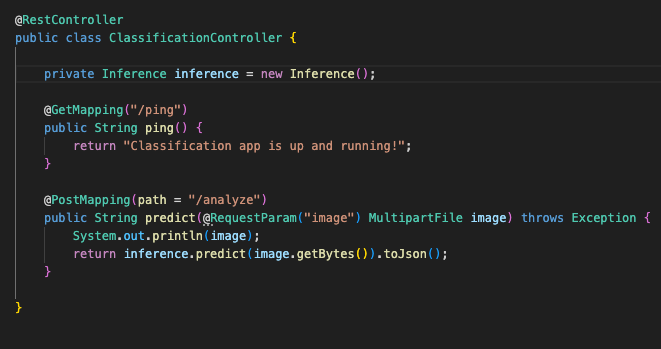 @RestController
public class ClassificationController {
private Inference inference = new Inference();
@GetMapping("/ping")
public String ping() {
return "Classification app is up and running!";
}
@PostMapping(path = "/analyze")
public String predict(@RequestParam("image") MultipartFile image) throws Exception {
System.out.println(image);
return inference.predict(image.getBytes()).toJson();
}
}